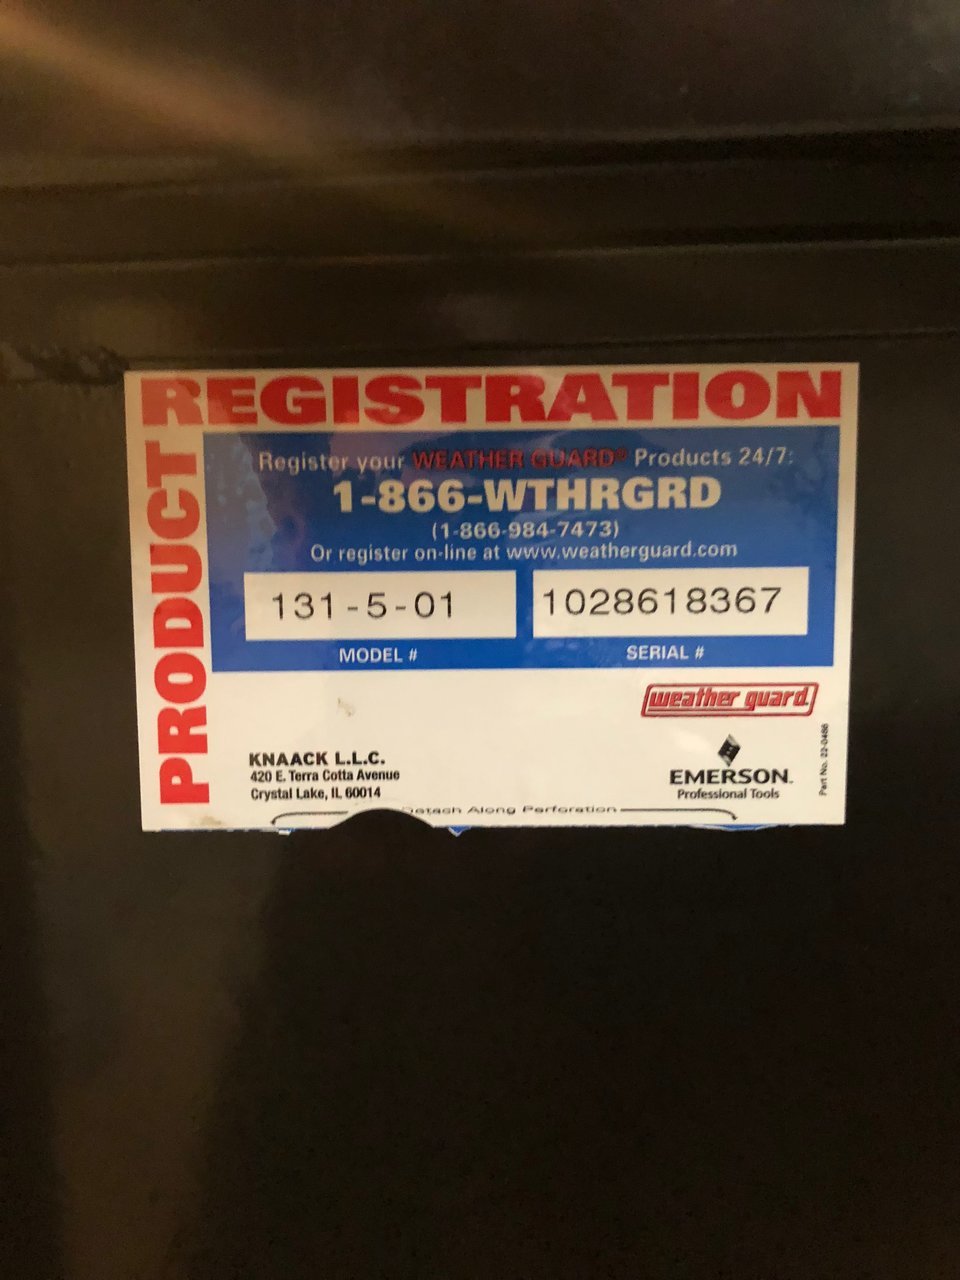 REGISTRATION
PRODUCT
Register your WEATHER GUARD® Products 24/7:
1-866-WTHRGRD
(1-866-984-7473)
Or register on-line at www.weatherguard.com
131-5-01
1028618367
MODEL #
SERIAL #
weather guard
KNAACK L.L.C.
420 E. Terra Cotta Avenue
Crystal Lake, IL 60014
EMERSON™
Professional Tools
Part No. 22-0486
Detach Along Perforation